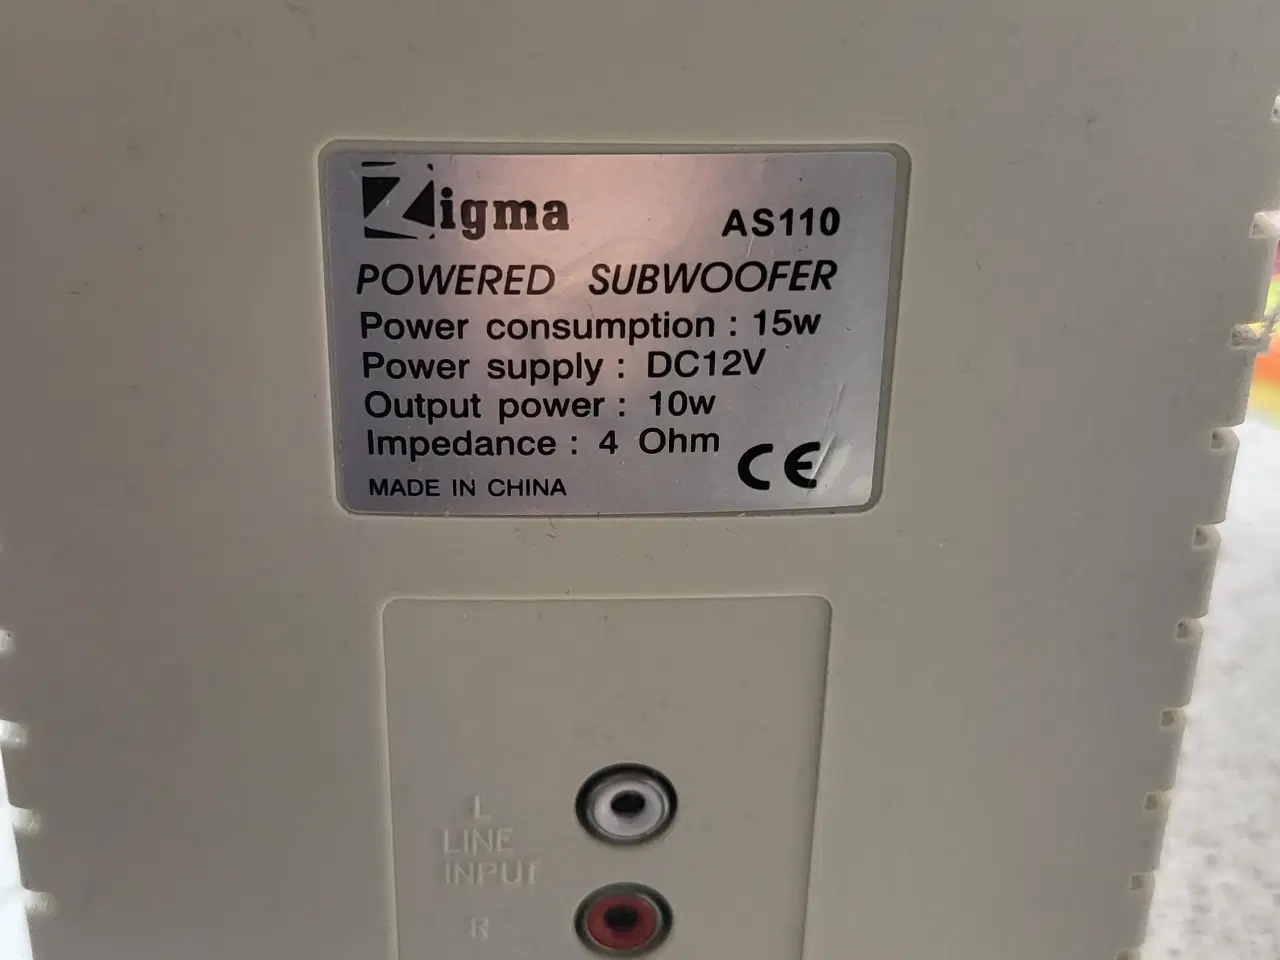 Zigma AS110
POWERED SUBWOOFER
Power consumption : 15w
Power supply : DC12V
Output power : 10w
Impedance : 4 Ohm
MADE IN CHINA CE
L
LINE
INPUT
R